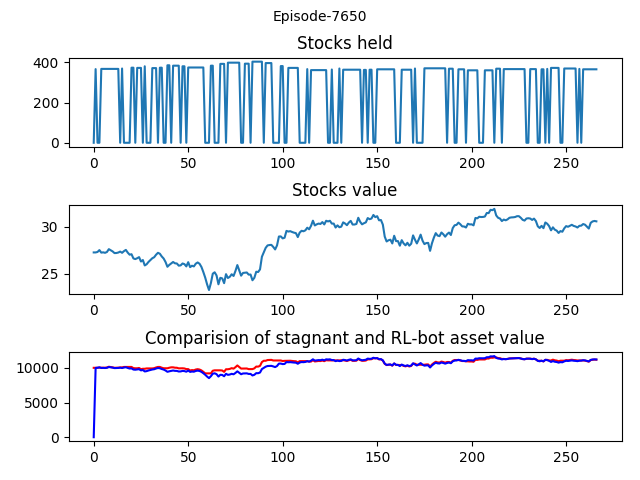 Episode-7650
Stocks held
400
200
0
0 50 100 150 200 250
Stocks value
30
25
0 50 100 150 200 250
Comparision of stagnant and RL-bot asset value
10000
5000
0
0 50 100 150 200 250